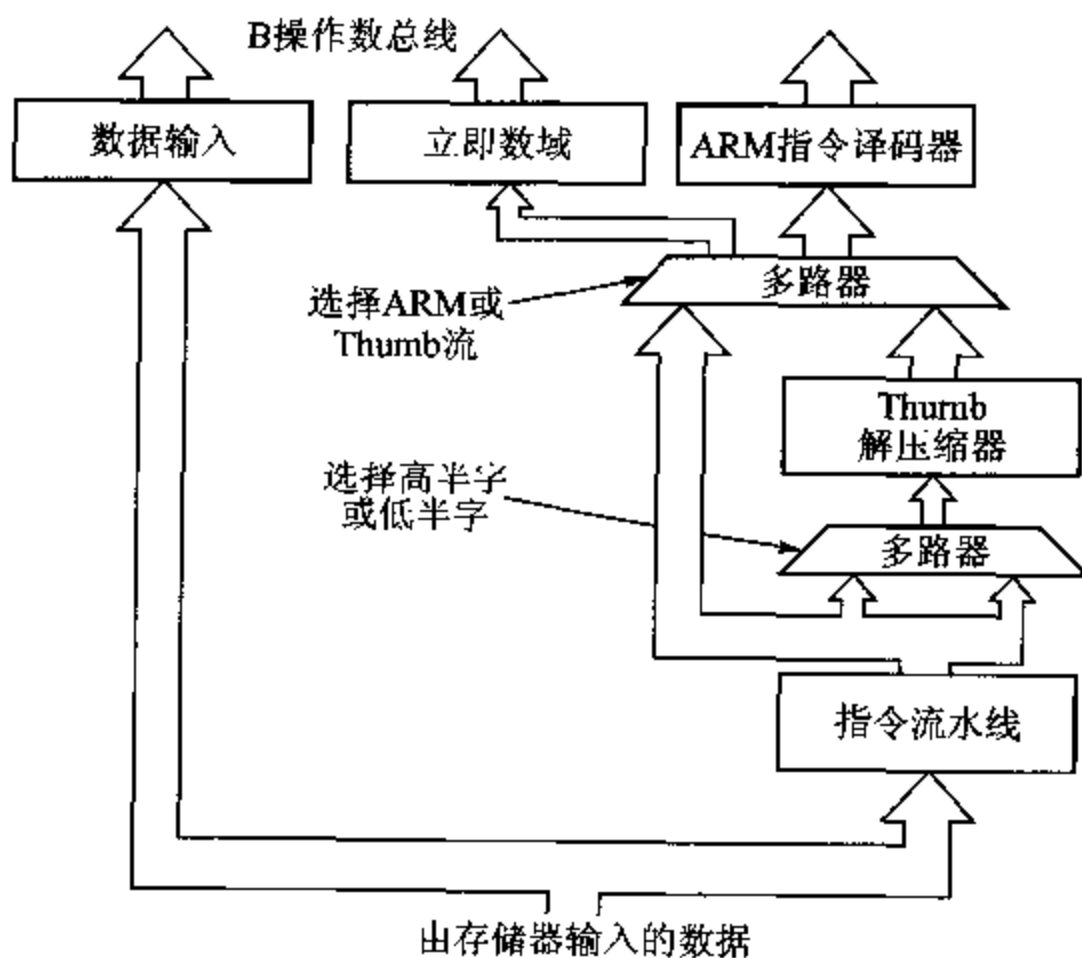 B操作数总线
数据输入
立即数域
ARM指令译码器
多路器
选择ARM或
Thumb流
Thumb
解压缩器
选择高半字
或低半字
多路器
指令流水线
由存储器输入的数据